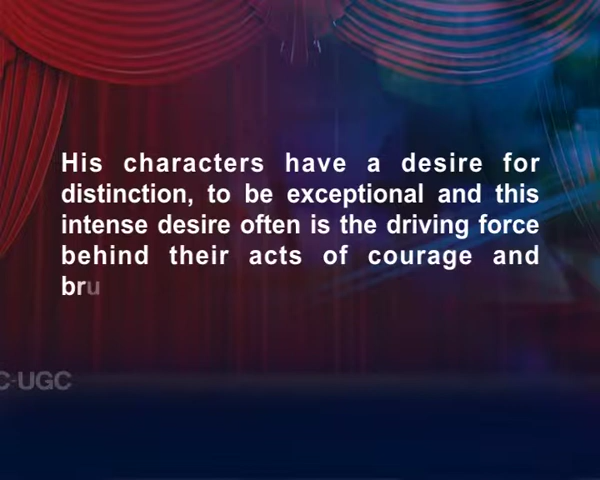 His characters have a desire for
distinction, to be exceptional and this
intense desire often is the driving force
behind their acts of courage and
bru
C-UGC